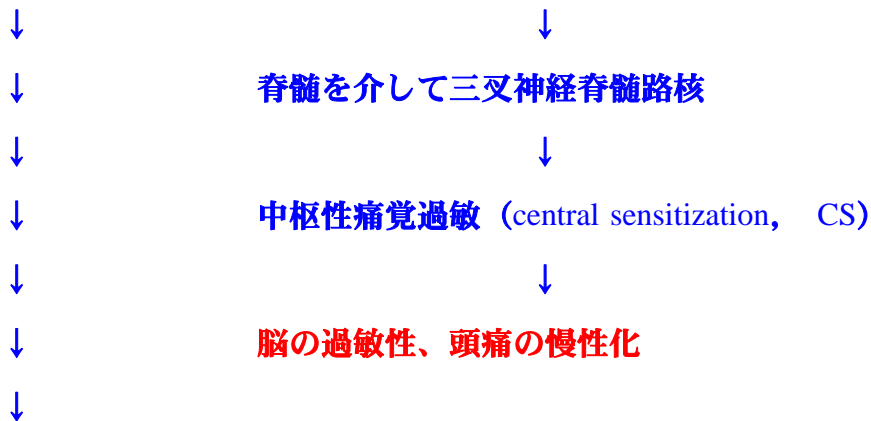 ↓ ↓
↓ 脊髄を介して三叉神経脊髄路核
↓ ↓
↓ 中枢性痛覚過敏（central sensitization， CS）
↓ ↓
↓ 脳の過敏性、頭痛の慢性化
↓